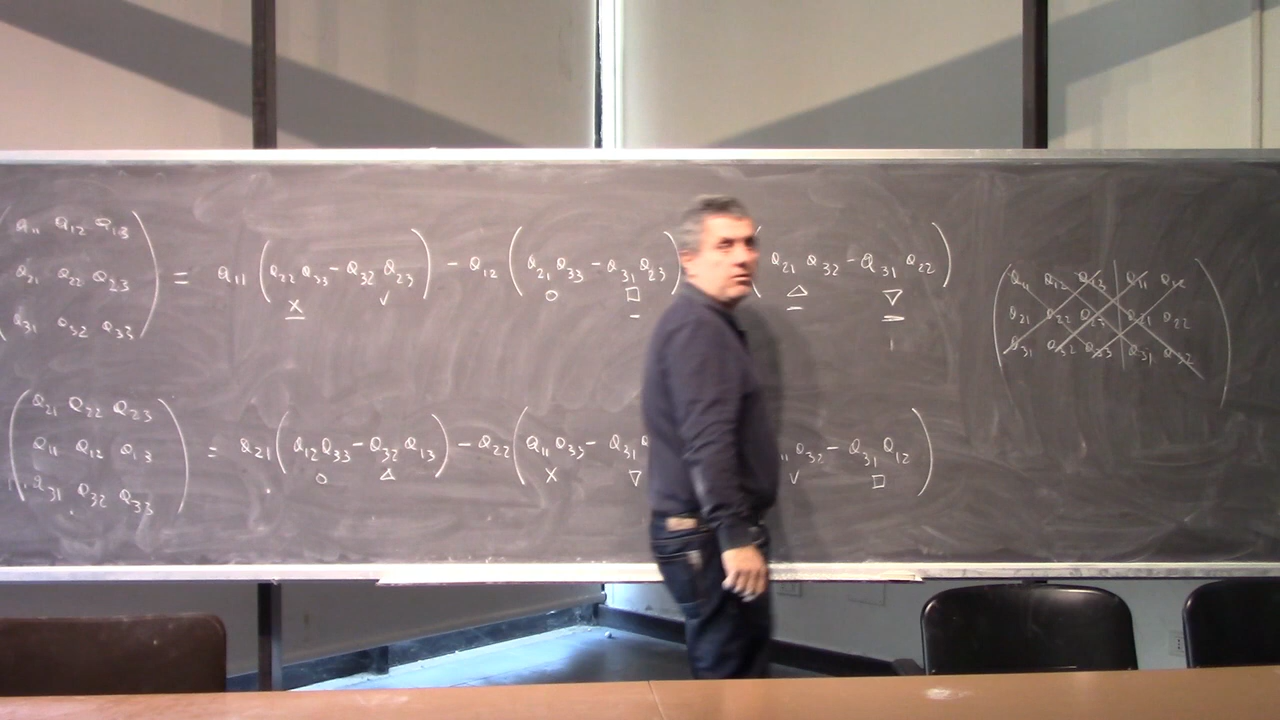 a11 a12 a13
a21 a22 a23 = a11 (a22 a33 - a32 a23) - a12 (a21 a33 - a31 a23) (a21 a32 - a31 a22)
a31 a32 a33
x ✓ ○ □ △ ▽
a21 a22 a23
a11 a12 a13 = a21 (a12 a33 - a32 a13) - a22 (a11 a33 - a31 a32 - a31 a12)
a31 a32 a33
○ △ x ▽ ✓ □
a11 a12 a13 a11 a12
a21 a22 a23 a21 a22
a31 a32 a33 a31 a32